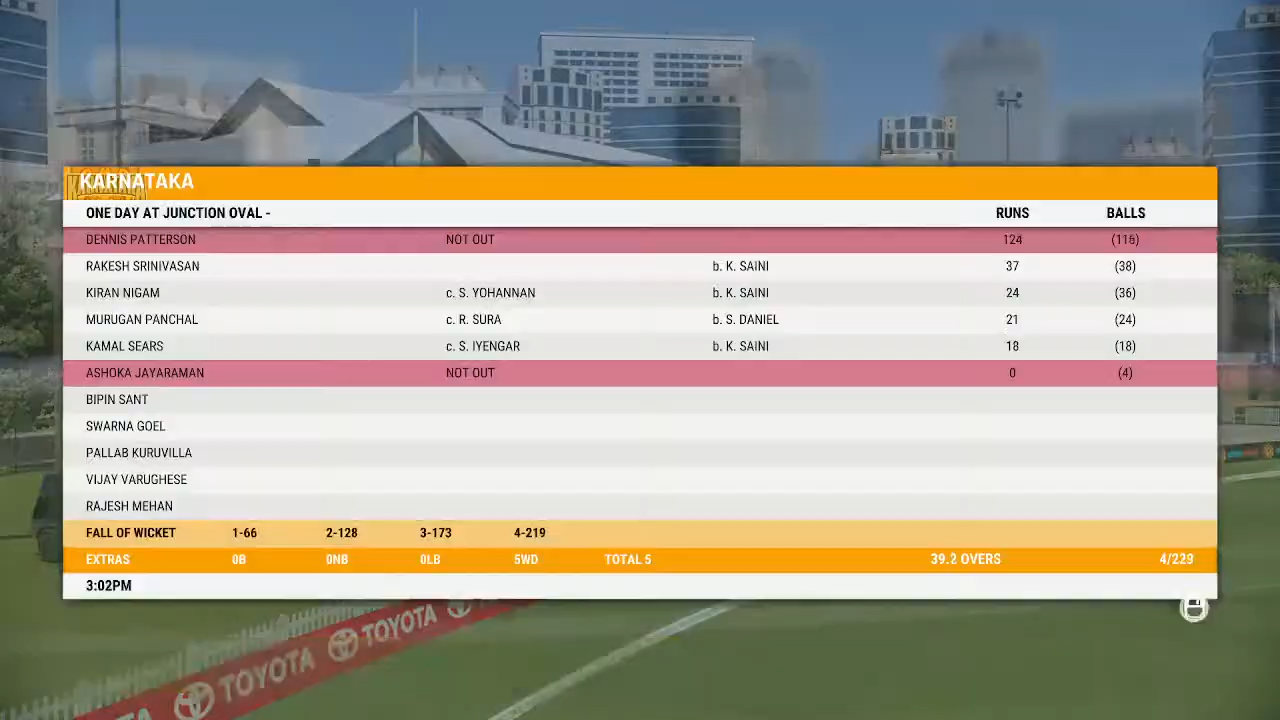 KARNATAKA
ONE DAY AT JUNCTION OVAL - RUNS BALLS
DENNIS PATTERSON NOT OUT 124 (116)
RAKESH SRINIVASAN b. K. SAINI 37 (38)
KIRAN NIGAM c. S. YOHANNAN b. K. SAINI 24 (36)
MURUGAN PANCHAL c. R. SURA b. S. DANIEL 21 (24)
KAMAL SEARS c. S. IYENGAR b. K. SAINI 18 (18)
ASHOKA JAYARAMAN NOT OUT 0 (4)
BIPIN SANT
SWARNA GOEL
PALLAB KURUVILLA
VIJAY VARUGHESE
RAJESH MEHAN
FALL OF WICKET 1-66 2-128 3-173 4-219
EXTRAS 0B 0NB 0LB 5WD TOTAL 5 39.2 OVERS 4/229
3:02PM
TOYOTA TOYOTA